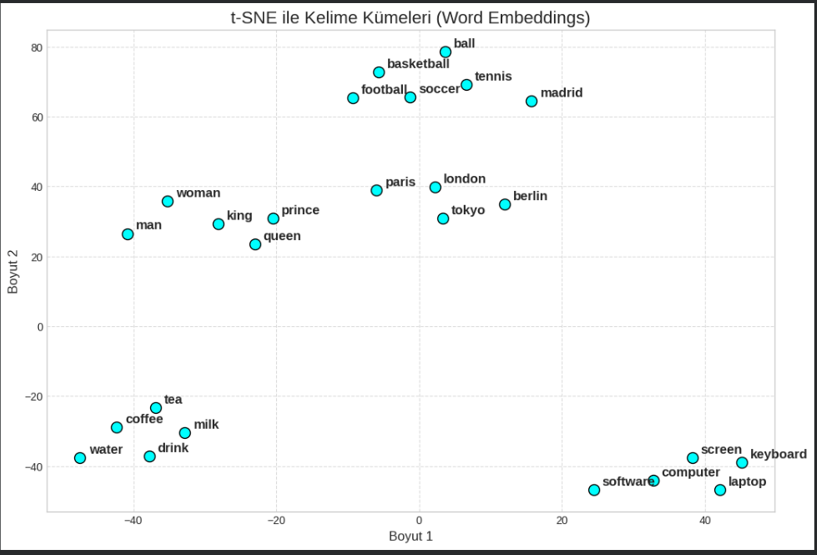 t-SNE ile Kelime Kümeleri (Word Embeddings)
80
60
40
20
0
−20
−40
Boyut 2
ball
basketball
tennis
football
soccer
madrid
paris
london
berlin
tokyo
woman
man
king
prince
queen
tea
coffee
milk
water
drink
screen
keyboard
computer
software
laptop
−40
−20
0
20
40
Boyut 1